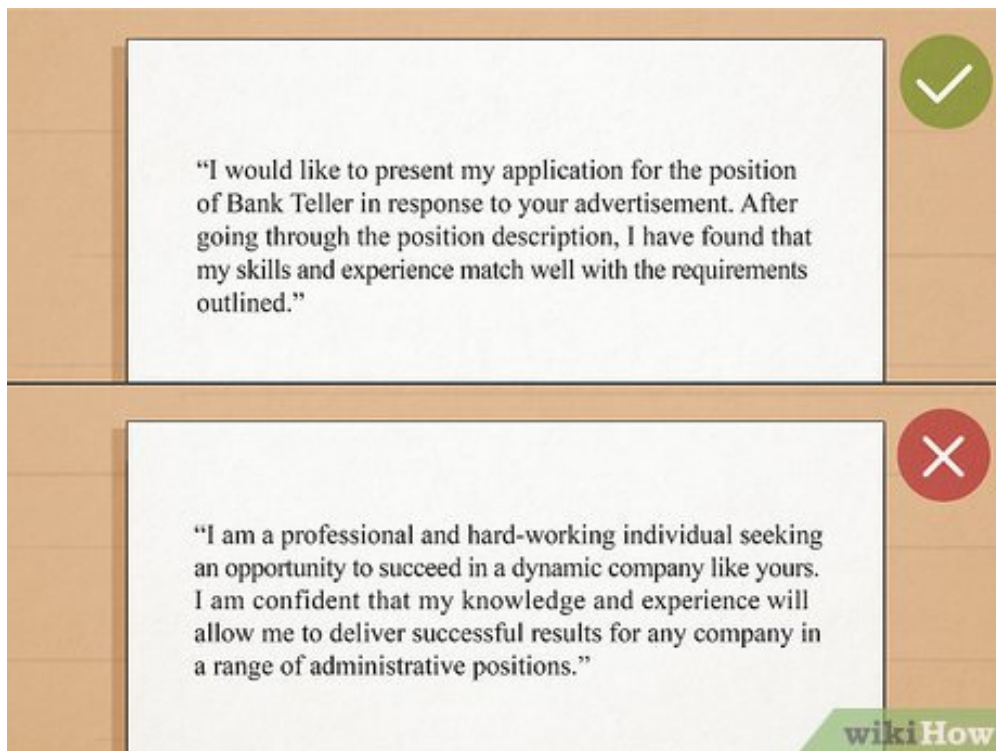 “I would like to present my application for the position
of Bank Teller in response to your advertisement. After
going through the position description, I have found that
my skills and experience match well with the requirements
outlined.”
“I am a professional and hard-working individual seeking
an opportunity to succeed in a dynamic company like yours.
I am confident that my knowledge and experience will
allow me to deliver successful results for any company in
a range of administrative positions.”
wikiHow